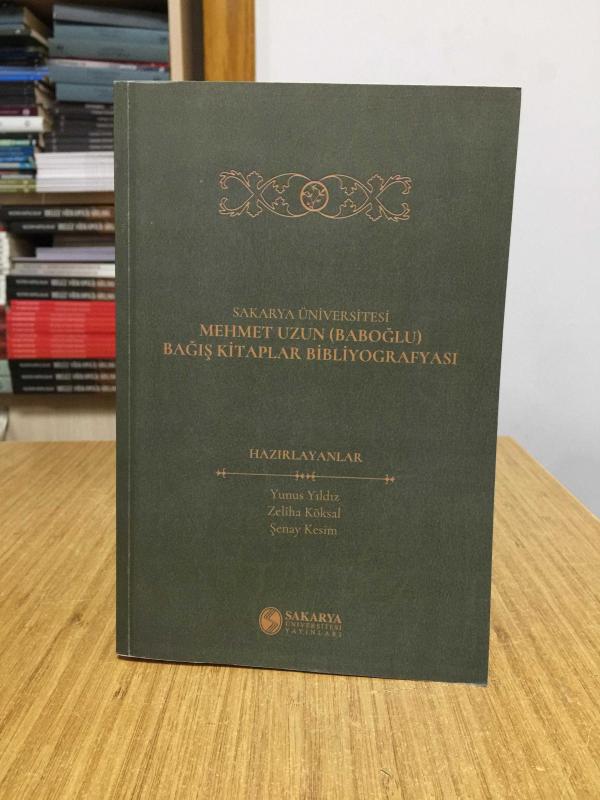 SAKARYA ÜNİVERSİTESİ
MEHMET UZUN (BABOĞLU)
BAĞIŞ KİTAPLAR BİBLİYOGRAFYASI
HAZIRLAYANLAR
Yunus Yıldız
Zeliha Köksal
Şenay Kesim
SAKARYA
ÜNİVERSİTESİ
YAYINLARI